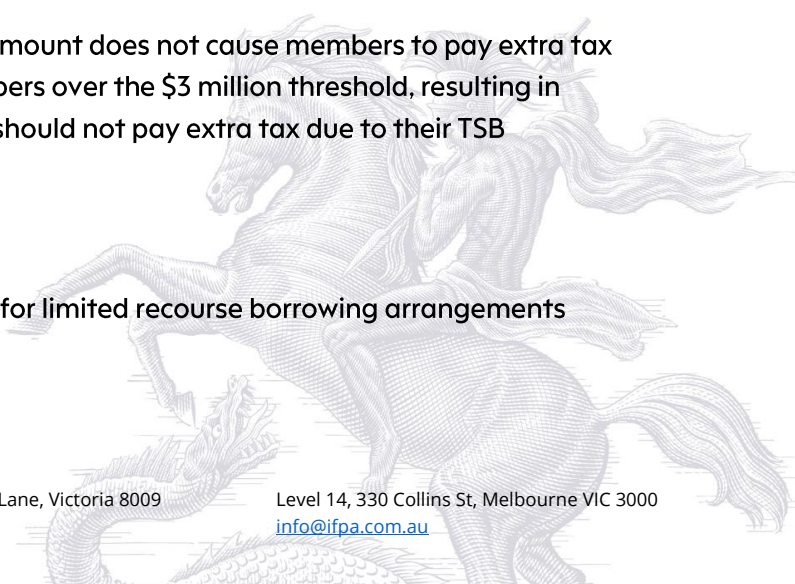 mount does not cause members to pay extra tax
bers over the $3 million threshold, resulting in
should not pay extra tax due to their TSB
for limited recourse borrowing arrangements
Lane, Victoria 8009
Level 14, 330 Collins St, Melbourne VIC 3000
info@ifpa.com.au